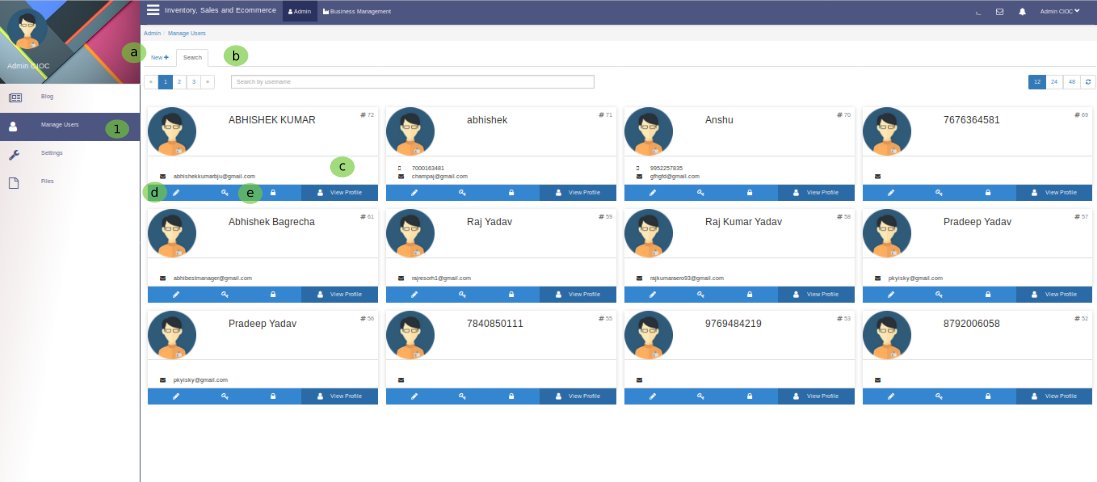 Inventory, Sales and Ecommerce Admin Business Management Admin CIOC
Admin / Manage Users
a New + Search b
Admin CIOC
« 1 2 3 » Search by username 12 24 48
Blog
Manage Users 1
Settings
Files
ABHISHEK KUMAR # 72
abhishek # 71
Anshu # 70
7676364581 # 69
c
abhishekkumarbju@gmail.com
7000163481
champaj@gmail.com
9952257835
gfhgfd@gmail.com
d e View Profile
View Profile
View Profile
View Profile
Abhishek Bagrecha # 61
Raj Yadav # 59
Raj Kumar Yadav # 58
Pradeep Yadav # 57
abhibestmanager@gmail.com
rajresorh1@gmail.com
rajkumaraero93@gmail.com
pkyisky@gmail.com
View Profile
View Profile
View Profile
View Profile
Pradeep Yadav # 56
7840850111 # 55
9769484219 # 53
8792006058 # 52
pkyisky@gmail.com
View Profile
View Profile
View Profile
View Profile